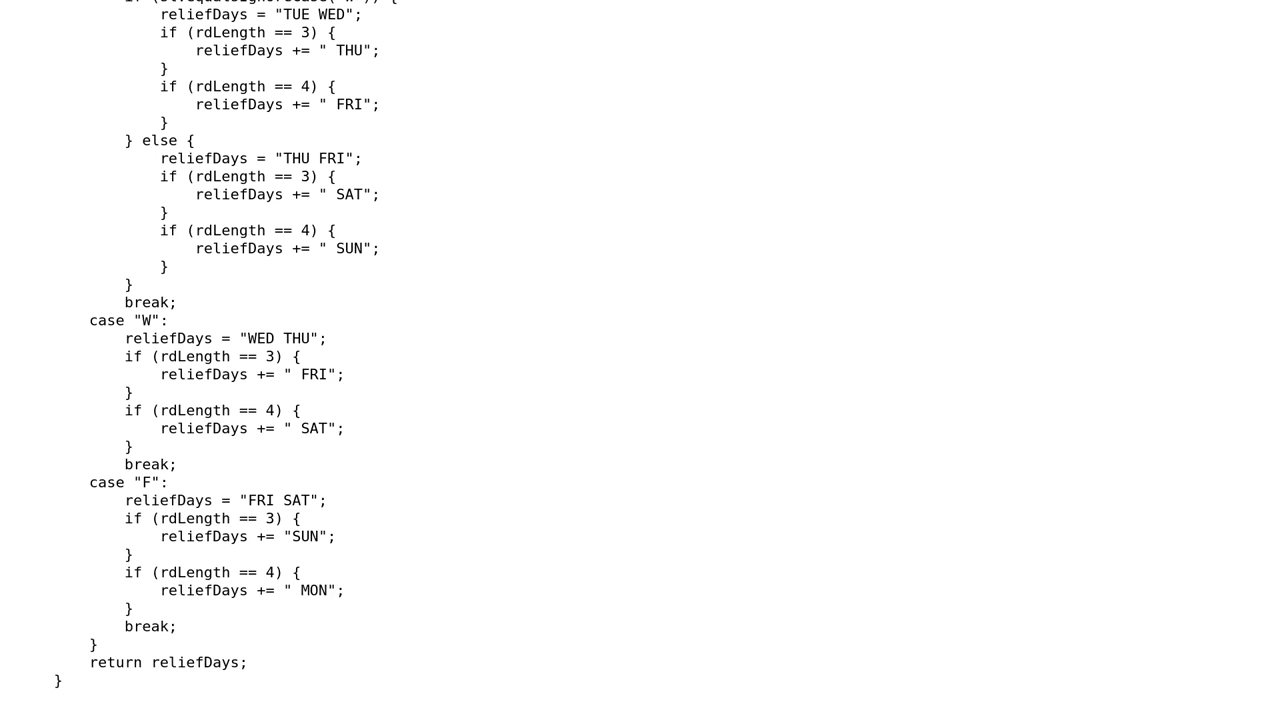 reliefDays = "TUE WED";
if (rdLength == 3) {
reliefDays += " THU";
}
if (rdLength == 4) {
reliefDays += " FRI";
}
} else {
reliefDays = "THU FRI";
if (rdLength == 3) {
reliefDays += " SAT";
}
if (rdLength == 4) {
reliefDays += " SUN";
}
}
break;
case "W":
reliefDays = "WED THU";
if (rdLength == 3) {
reliefDays += " FRI";
}
if (rdLength == 4) {
reliefDays += " SAT";
}
break;
case "F":
reliefDays = "FRI SAT";
if (rdLength == 3) {
reliefDays += "SUN";
}
if (rdLength == 4) {
reliefDays += " MON";
}
break;
}
return reliefDays;
}